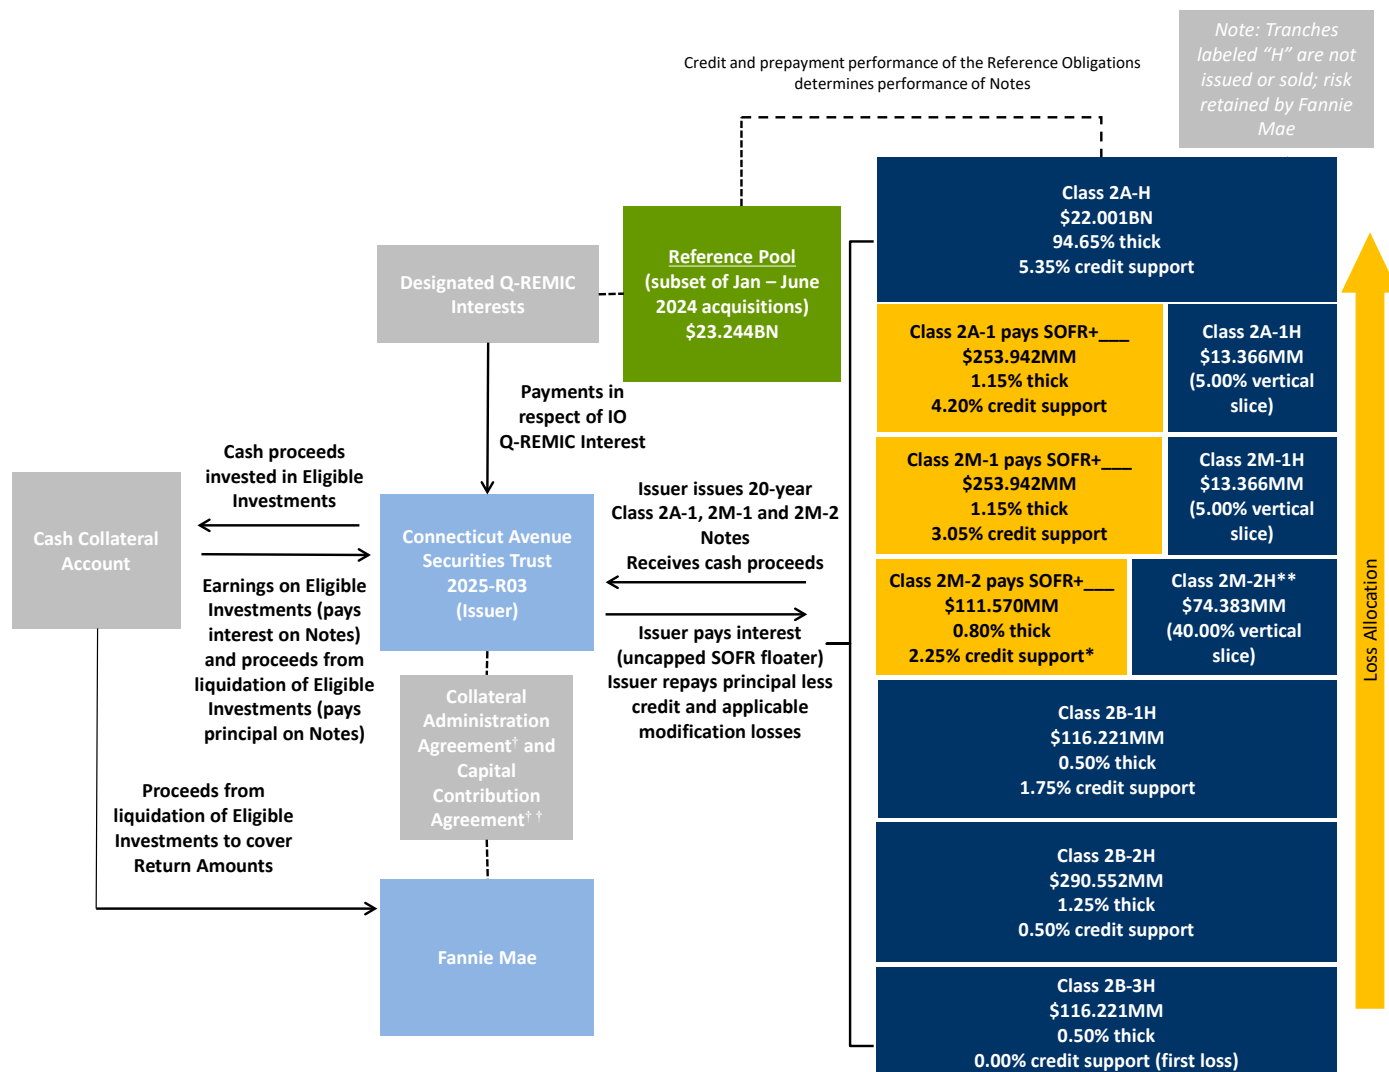 Note: Tranches
labeled “H” are not
issued or sold; risk
retained by Fannie
Mae
Credit and prepayment performance of the Reference Obligations
determines performance of Notes
Class 2A-H
$22.001BN
94.65% thick
5.35% credit support
Reference Pool
(subset of Jan – June
2024 acquisitions)
$23.244BN
Designated Q-REMIC
Interests
Class 2A-1 pays SOFR+___
$253.942MM
1.15% thick
4.20% credit support
Class 2A-1H
$13.366MM
(5.00% vertical
slice)
Payments in
respect of IO
Q-REMIC Interest
Cash proceeds
invested in Eligible
Investments
Class 2M-1 pays SOFR+___
$253.942MM
1.15% thick
3.05% credit support
Class 2M-1H
$13.366MM
(5.00% vertical
slice)
Issuer issues 20-year
Class 2A-1, 2M-1 and 2M-2
Notes
Receives cash proceeds
Cash Collateral
Account
Connecticut Avenue
Securities Trust
2025-R03
(Issuer)
Class 2M-2 pays SOFR+___
$111.570MM
0.80% thick
2.25% credit support*
Class 2M-2H**
$74.383MM
(40.00% vertical
slice)
Earnings on Eligible
Investments (pays
interest on Notes)
and proceeds from
liquidation of Eligible
Investments (pays
principal on Notes)
Issuer pays interest
(uncapped SOFR floater)
Issuer repays principal less
credit and applicable
modification losses
Loss Allocation
Collateral
Administration
Agreement† and
Capital
Contribution
Agreement† †
Class 2B-1H
$116.221MM
0.50% thick
1.75% credit support
Proceeds from
liquidation of Eligible
Investments to cover
Return Amounts
Class 2B-2H
$290.552MM
1.25% thick
0.50% credit support
Fannie Mae
Class 2B-3H
$116.221MM
0.50% thick
0.00% credit support (first loss)